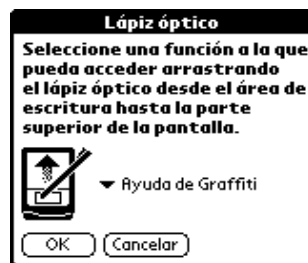 Lápiz óptico
Seleccione una función a la que
pueda acceder arrastrando
el lápiz óptico desde el área de
escritura hasta la parte
superior de la pantalla.
Ayuda de Graffiti
OK
Cancelar